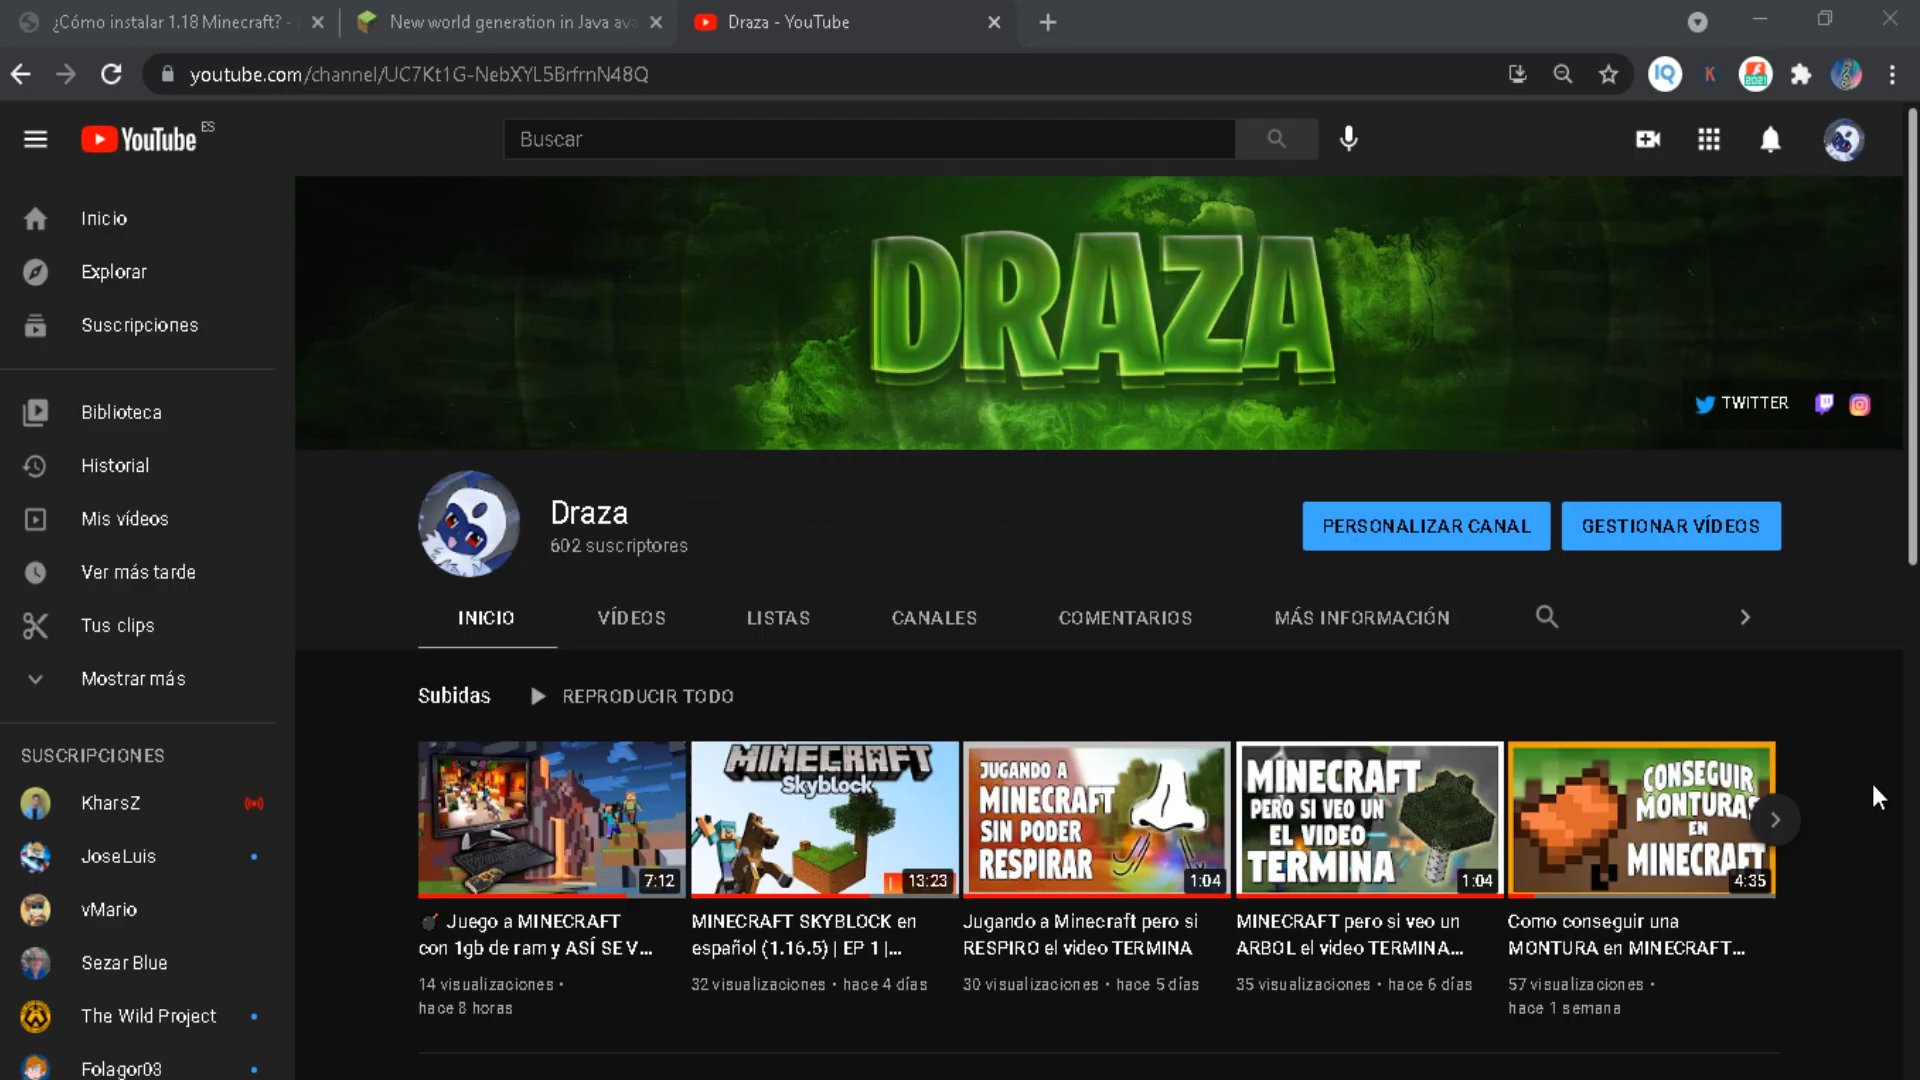 ¿Cómo instalar 1.18 Minecraft? -
New world generation in Java ava
Draza - YouTube
youtube.com/channel/UC7Kt1G-NebXYL5BrfrnN48Q
IQ
K
2021
YouTube ES
Buscar
Inicio
Explorar
Suscripciones
Biblioteca
Historial
Mis vídeos
Ver más tarde
Tus clips
Mostrar más
SUSCRIPCIONES
KharsZ
JoseLuis
vMario
Sezar Blue
The Wild Project
Folagor03
DRAZA
TWITTER
Draza
602 suscriptores
PERSONALIZAR CANAL
GESTIONAR VÍDEOS
INICIO
VÍDEOS
LISTAS
CANALES
COMENTARIOS
MÁS INFORMACIÓN
Subidas
REPRODUCIR TODO
1
7:12
Juego a MINECRAFT
con 1gb de ram y ASÍ SE V...
14 visualizaciones •
hace 8 horas
MINECRAFT
Skyblock
13:23
MINECRAFT SKYBLOCK en
español (1.16.5) | EP 1 |...
32 visualizaciones • hace 4 días
JUGANDO A
MINECRAFT
SIN PODER
RESPIRAR
1:04
Jugando a Minecraft pero si
RESPIRO el video TERMINA
30 visualizaciones • hace 5 días
MINECRAFT
PERO SI VEO UN
EL VIDEO
TERMINA
1:04
MINECRAFT pero si veo un
ARBOL el video TERMINA...
35 visualizaciones • hace 6 días
CONSEGUIR
MONTURAS
EN
MINECRAFT
4:35
Como conseguir una
MONTURA en MINECRAFT...
57 visualizaciones •
hace 1 semana